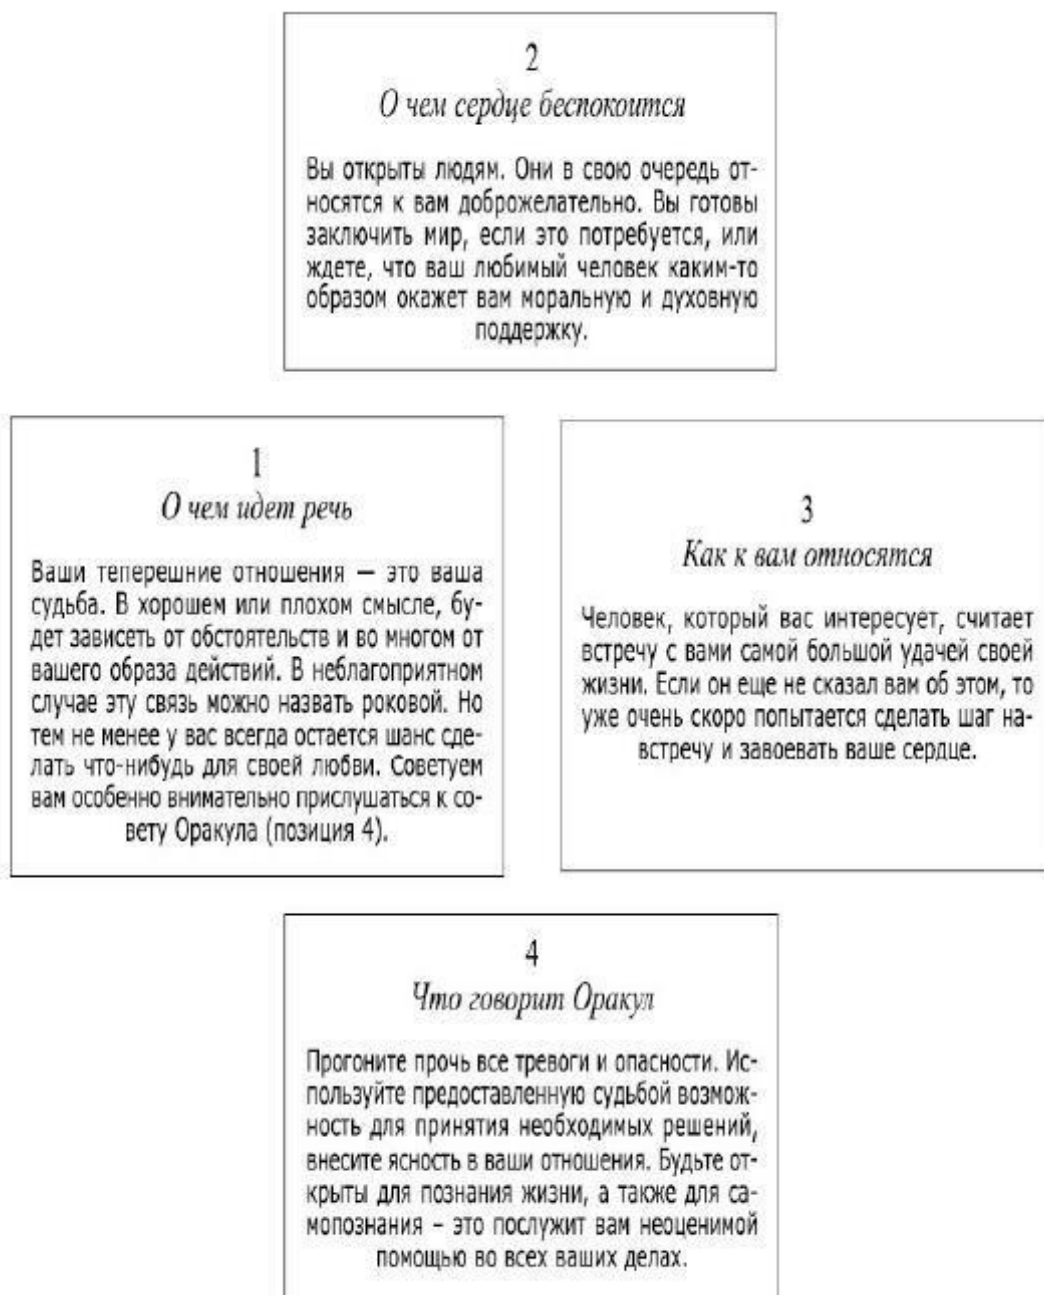 2
О чем сердце беспокоится
Вы открыты людям. Они в свою очередь от-
носятся к вам доброжелательно. Вы готовы
заключить мир, если это потребуется, или
ждете, что ваш любимый человек каким-то
образом окажет вам моральную и духовную
поддержку.
1
О чем идет речь
Ваши теперешние отношения — это ваша
судьба. В хорошем или плохом смысле, бу-
дет зависеть от обстоятельств и во многом от
вашего образа действий. В неблагоприятном
случае эту связь можно назвать роковой. Но
тем не менее у вас всегда остается шанс сде-
лать что-нибудь для своей любви. Советуем
вам особенно внимательно прислушаться к со-
вету Оракула (позиция 4).
3
Как к вам относятся
Человек, который вас интересует, считает
встречу с вами самой большой удачей своей
жизни. Если он еще не сказал вам об этом, то
уже очень скоро попытается сделать шаг на-
встречу и завоевать ваше сердце.
4
Что говорит Оракул
Прогоните прочь все тревоги и опасности. Ис-
пользуйте предоставленную судьбой возмож-
ность для принятия необходимых решений,
внесите ясность в ваши отношения. Будьте от-
крыты для познания жизни, а также для са-
мопознания – это послужит вам неоценимой
помощью во всех ваших делах.